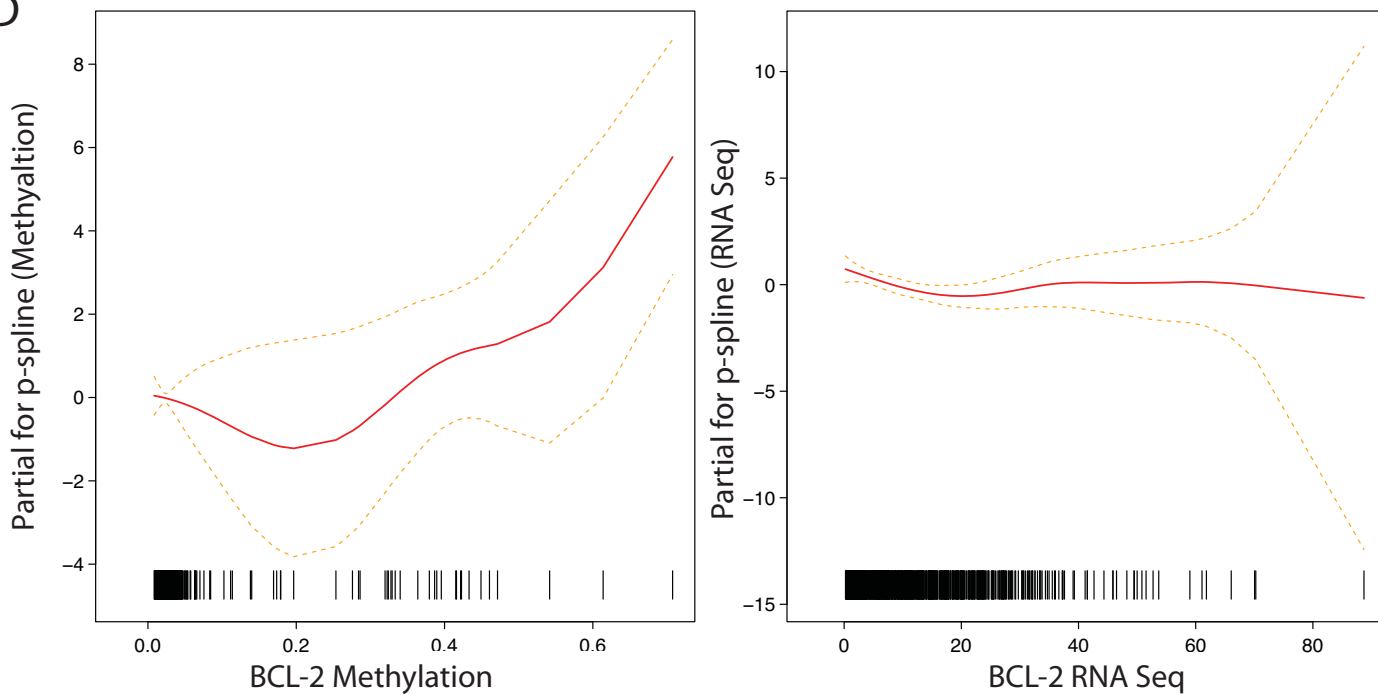 D
Partial for p-spline (Methyaltion)
8
6
4
2
0
−2
−4
0.0 0.2 0.4 0.6
BCL-2 Methylation
Partial for p-spline (RNA Seq)
10
5
0
−5
−10
−15
0 20 40 60 80
BCL-2 RNA Seq